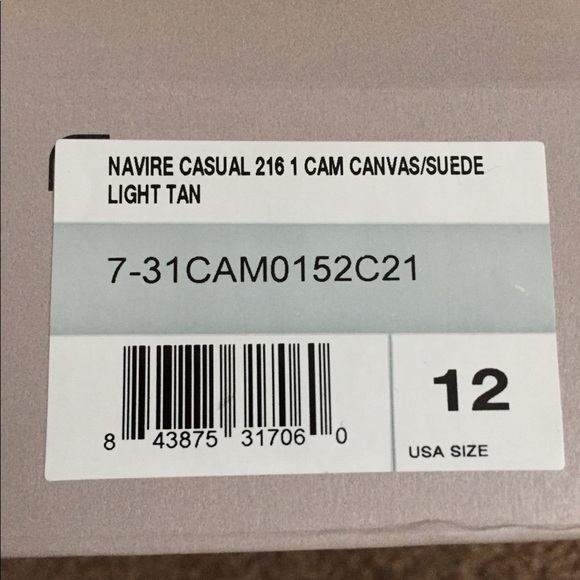 NAVIRE CASUAL 216 1 CAM CANVAS/SUEDE
LIGHT TAN
7-31CAM0152C21
8 43875 31706 0
12
USA SIZE